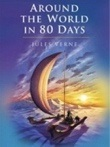 AROUND
THE WORLD
IN 80 DAYS
JULES VERNE